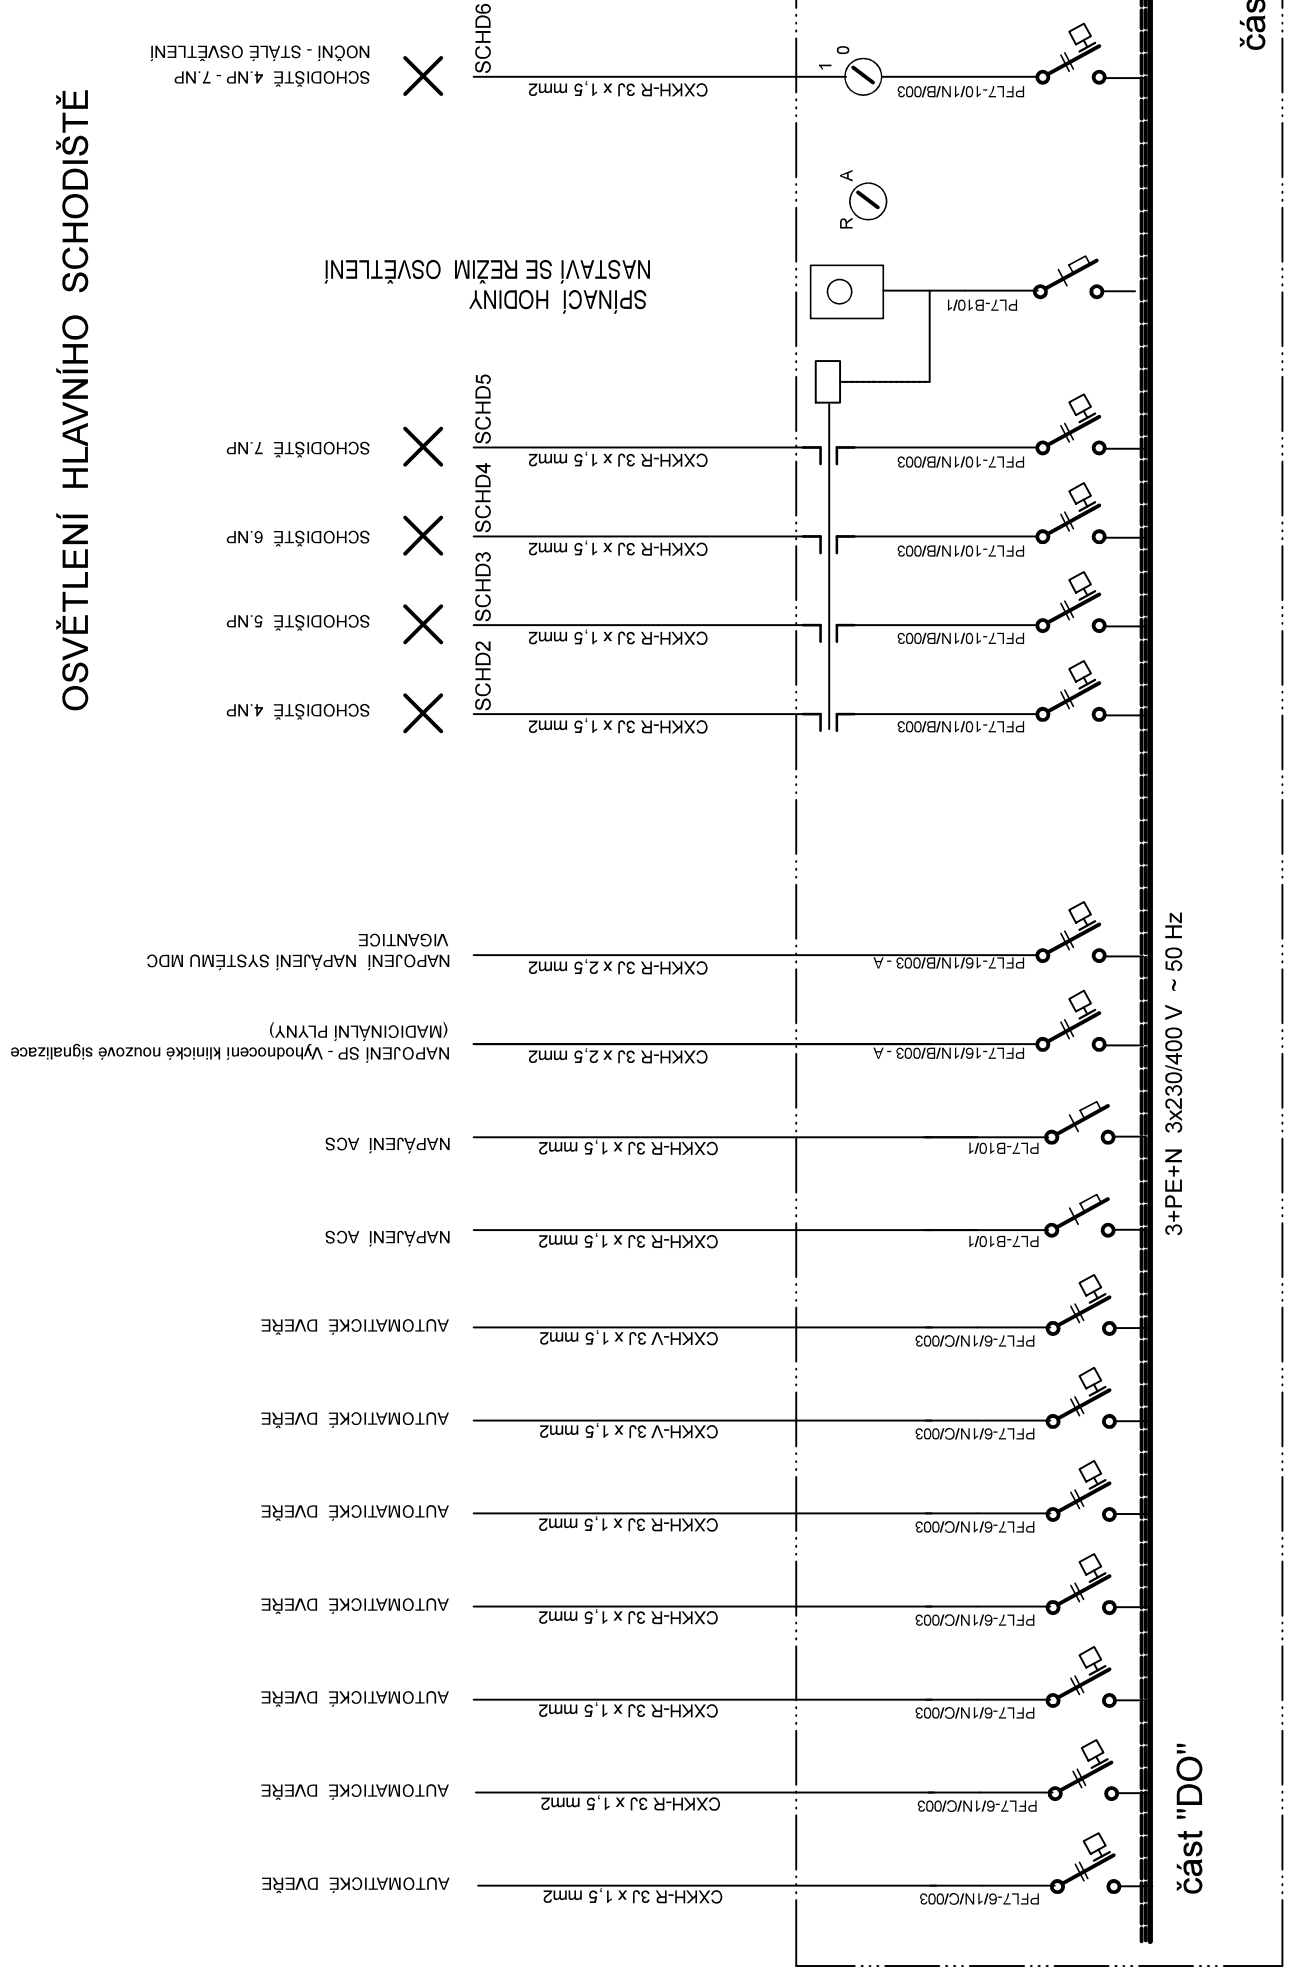 OSVĚTLENÍ HLAVNÍHO SCHODIŠTĚ
SCHODIŠTĚ 4.NP - 7.NP
NOČNÍ - STÁLE OSVĚTLENÍ
SCHD6
CXKH-R 3J x 1,5 mm2
1 0
PFL7-10/1N/B/003
R A
SPÍNACÍ HODINY
NASTAVÍ SE REŽIM OSVĚTLENÍ
PL7-B10/1
SCHODIŠTĚ 7.NP
SCHD5
CXKH-R 3J x 1,5 mm2
PFL7-10/1N/B/003
SCHODIŠTĚ 6.NP
SCHD4
CXKH-R 3J x 1,5 mm2
PFL7-10/1N/B/003
SCHODIŠTĚ 5.NP
SCHD3
CXKH-R 3J x 1,5 mm2
PFL7-10/1N/B/003
SCHODIŠTĚ 4.NP
SCHD2
CXKH-R 3J x 1,5 mm2
PFL7-10/1N/B/003
NAPOJENÍ NAPÁJENÍ SYSTÉMU MDC
VIGANTICE
CXKH-R 3J x 2,5 mm2
PFL7-16/1N/B/003 - A
NAPOJENÍ SP - Vyhodnocení klinické nouzové signalizace
(MADICINÁLNÍ PLYNY)
CXKH-R 3J x 2,5 mm2
PFL7-16/1N/B/003 - A
NAPÁJENÍ ACS
CXKH-R 3J x 1,5 mm2
PL7-B10/1
NAPÁJENÍ ACS
CXKH-R 3J x 1,5 mm2
PL7-B10/1
AUTOMATICKÉ DVEŘE
CXKH-V 3J x 1,5 mm2
PFL7-6/1N/C/003
AUTOMATICKÉ DVEŘE
CXKH-V 3J x 1,5 mm2
PFL7-6/1N/C/003
AUTOMATICKÉ DVEŘE
CXKH-R 3J x 1,5 mm2
PFL7-6/1N/C/003
AUTOMATICKÉ DVEŘE
CXKH-R 3J x 1,5 mm2
PFL7-6/1N/C/003
AUTOMATICKÉ DVEŘE
CXKH-R 3J x 1,5 mm2
PFL7-6/1N/C/003
AUTOMATICKÉ DVEŘE
CXKH-R 3J x 1,5 mm2
PFL7-6/1N/C/003
AUTOMATICKÉ DVEŘE
CXKH-R 3J x 1,5 mm2
PFL7-6/1N/C/003
3+PE+N 3x230/400 V ~ 50 Hz
část "DO"